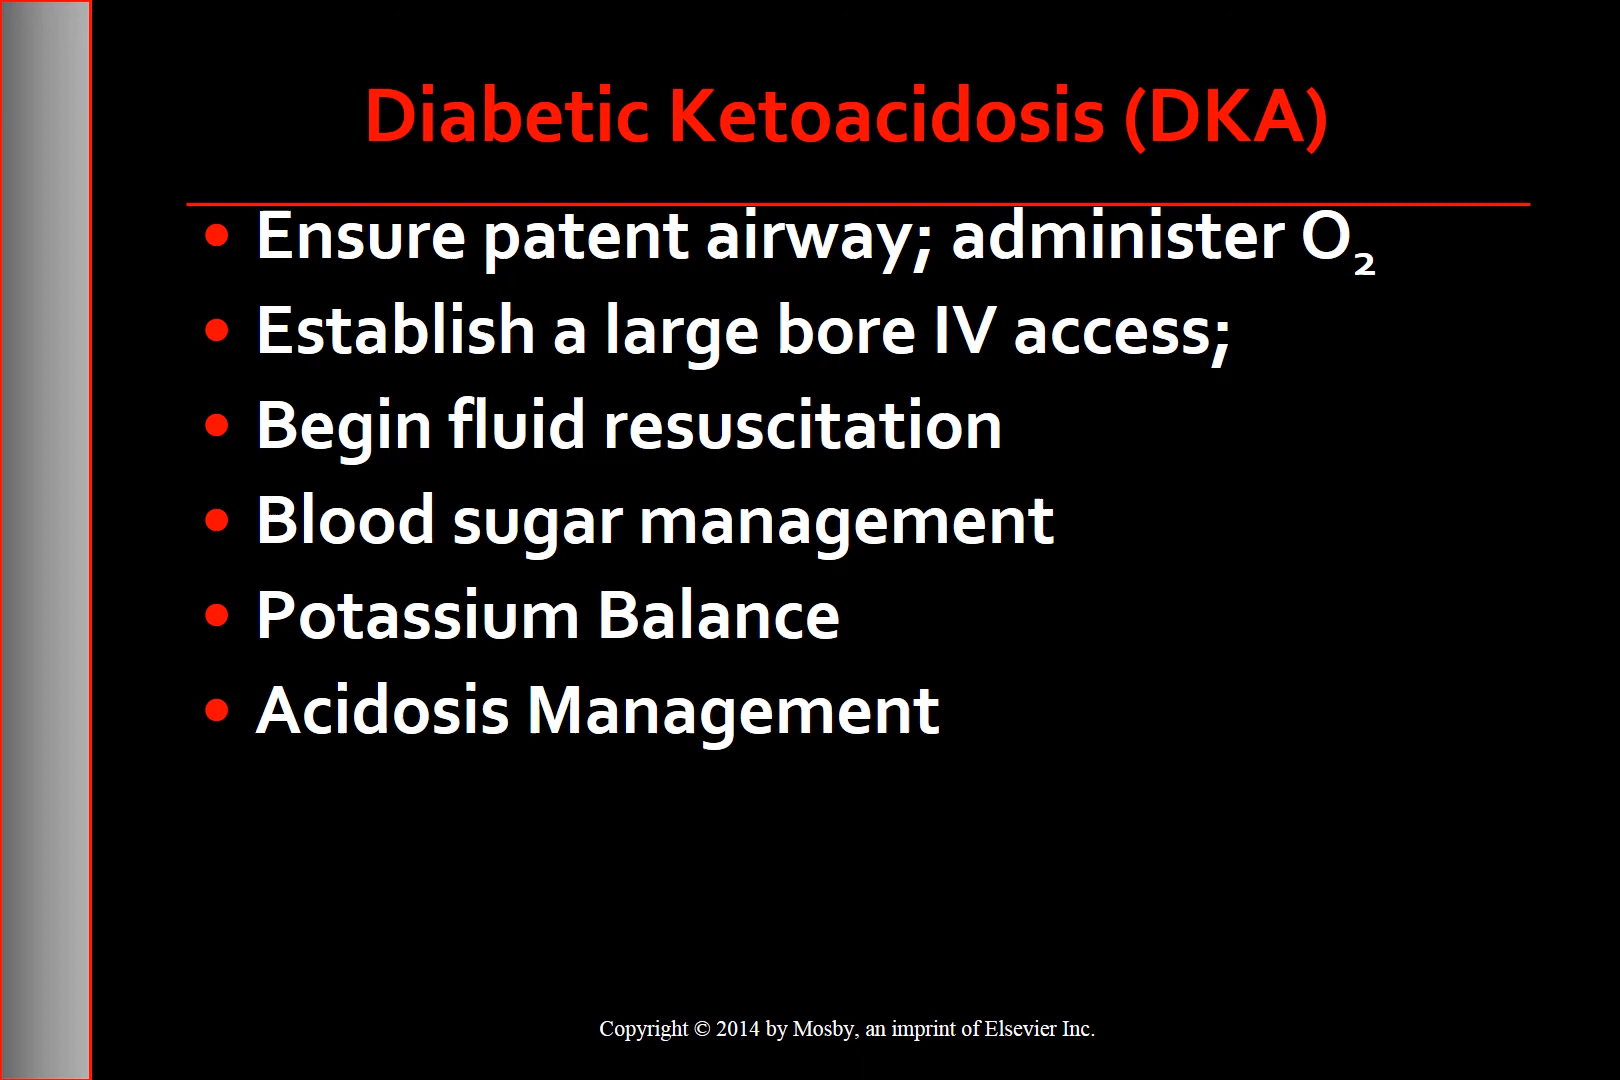 Diabetic Ketoacidosis (DKA)
• Ensure patent airway; administer O₂
• Establish a large bore IV access;
• Begin fluid resuscitation
• Blood sugar management
• Potassium Balance
• Acidosis Management
Copyright © 2014 by Mosby, an imprint of Elsevier Inc.